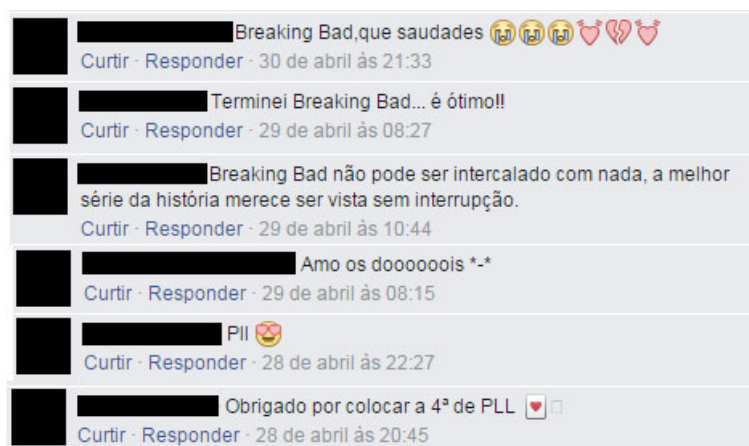 Breaking Bad,que saudades 😭😭😭💓💔💓
Curtir · Responder · 30 de abril às 21:33
Terminei Breaking Bad... é ótimo!!
Curtir · Responder · 29 de abril às 08:27
Breaking Bad não pode ser intercalado com nada, a melhor
série da história merece ser vista sem interrupção.
Curtir · Responder · 29 de abril às 10:44
Amo os doooooois *-*
Curtir · Responder · 29 de abril às 08:15
Pll 😍
Curtir · Responder · 28 de abril às 22:27
Obrigado por colocar a 4ª de PLL 💌
Curtir · Responder · 28 de abril às 20:45